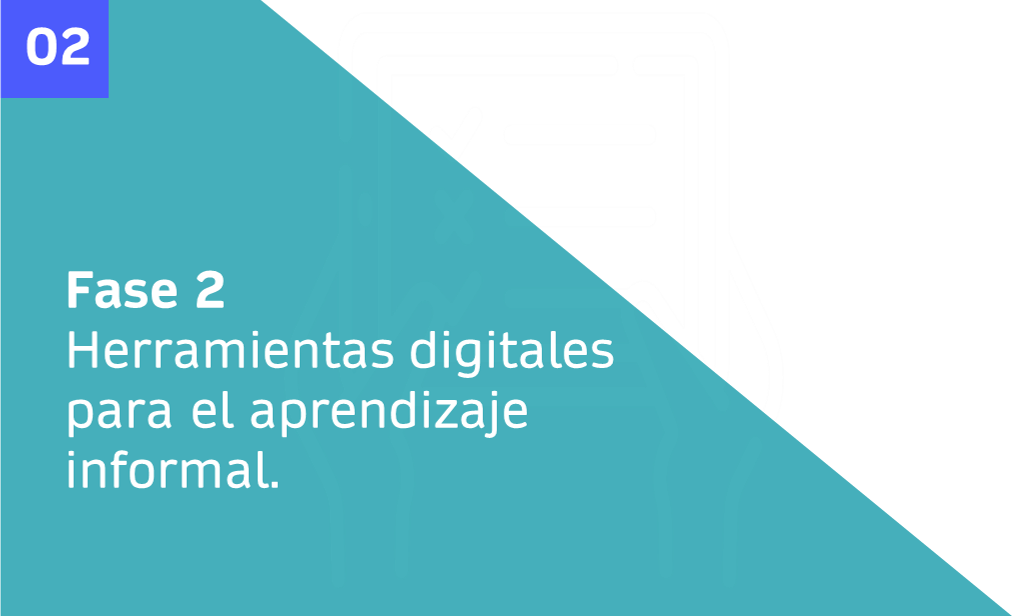 02
Fase 2
Herramientas digitales
para el aprendizaje
informal.